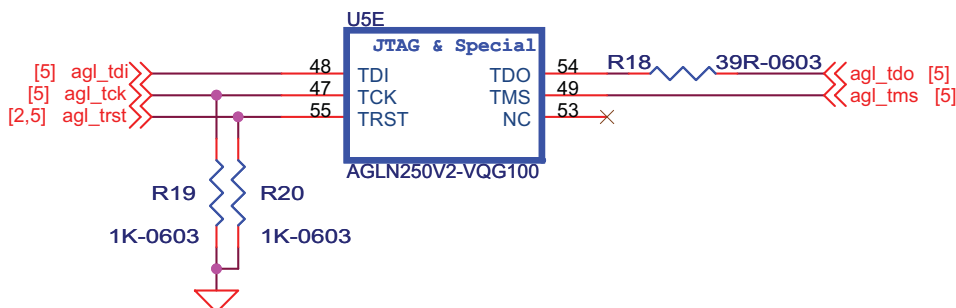 U5E
JTAG & Special
[5] agl_tdi 48 TDI TDO 54 R18 39R-0603 agl_tdo [5]
[5] agl_tck 47 TCK TMS 49 agl_tms [5]
[2,5] agl_trst 55 TRST NC 53
AGLN250V2-VQG100
R19 R20
1K-0603 1K-0603